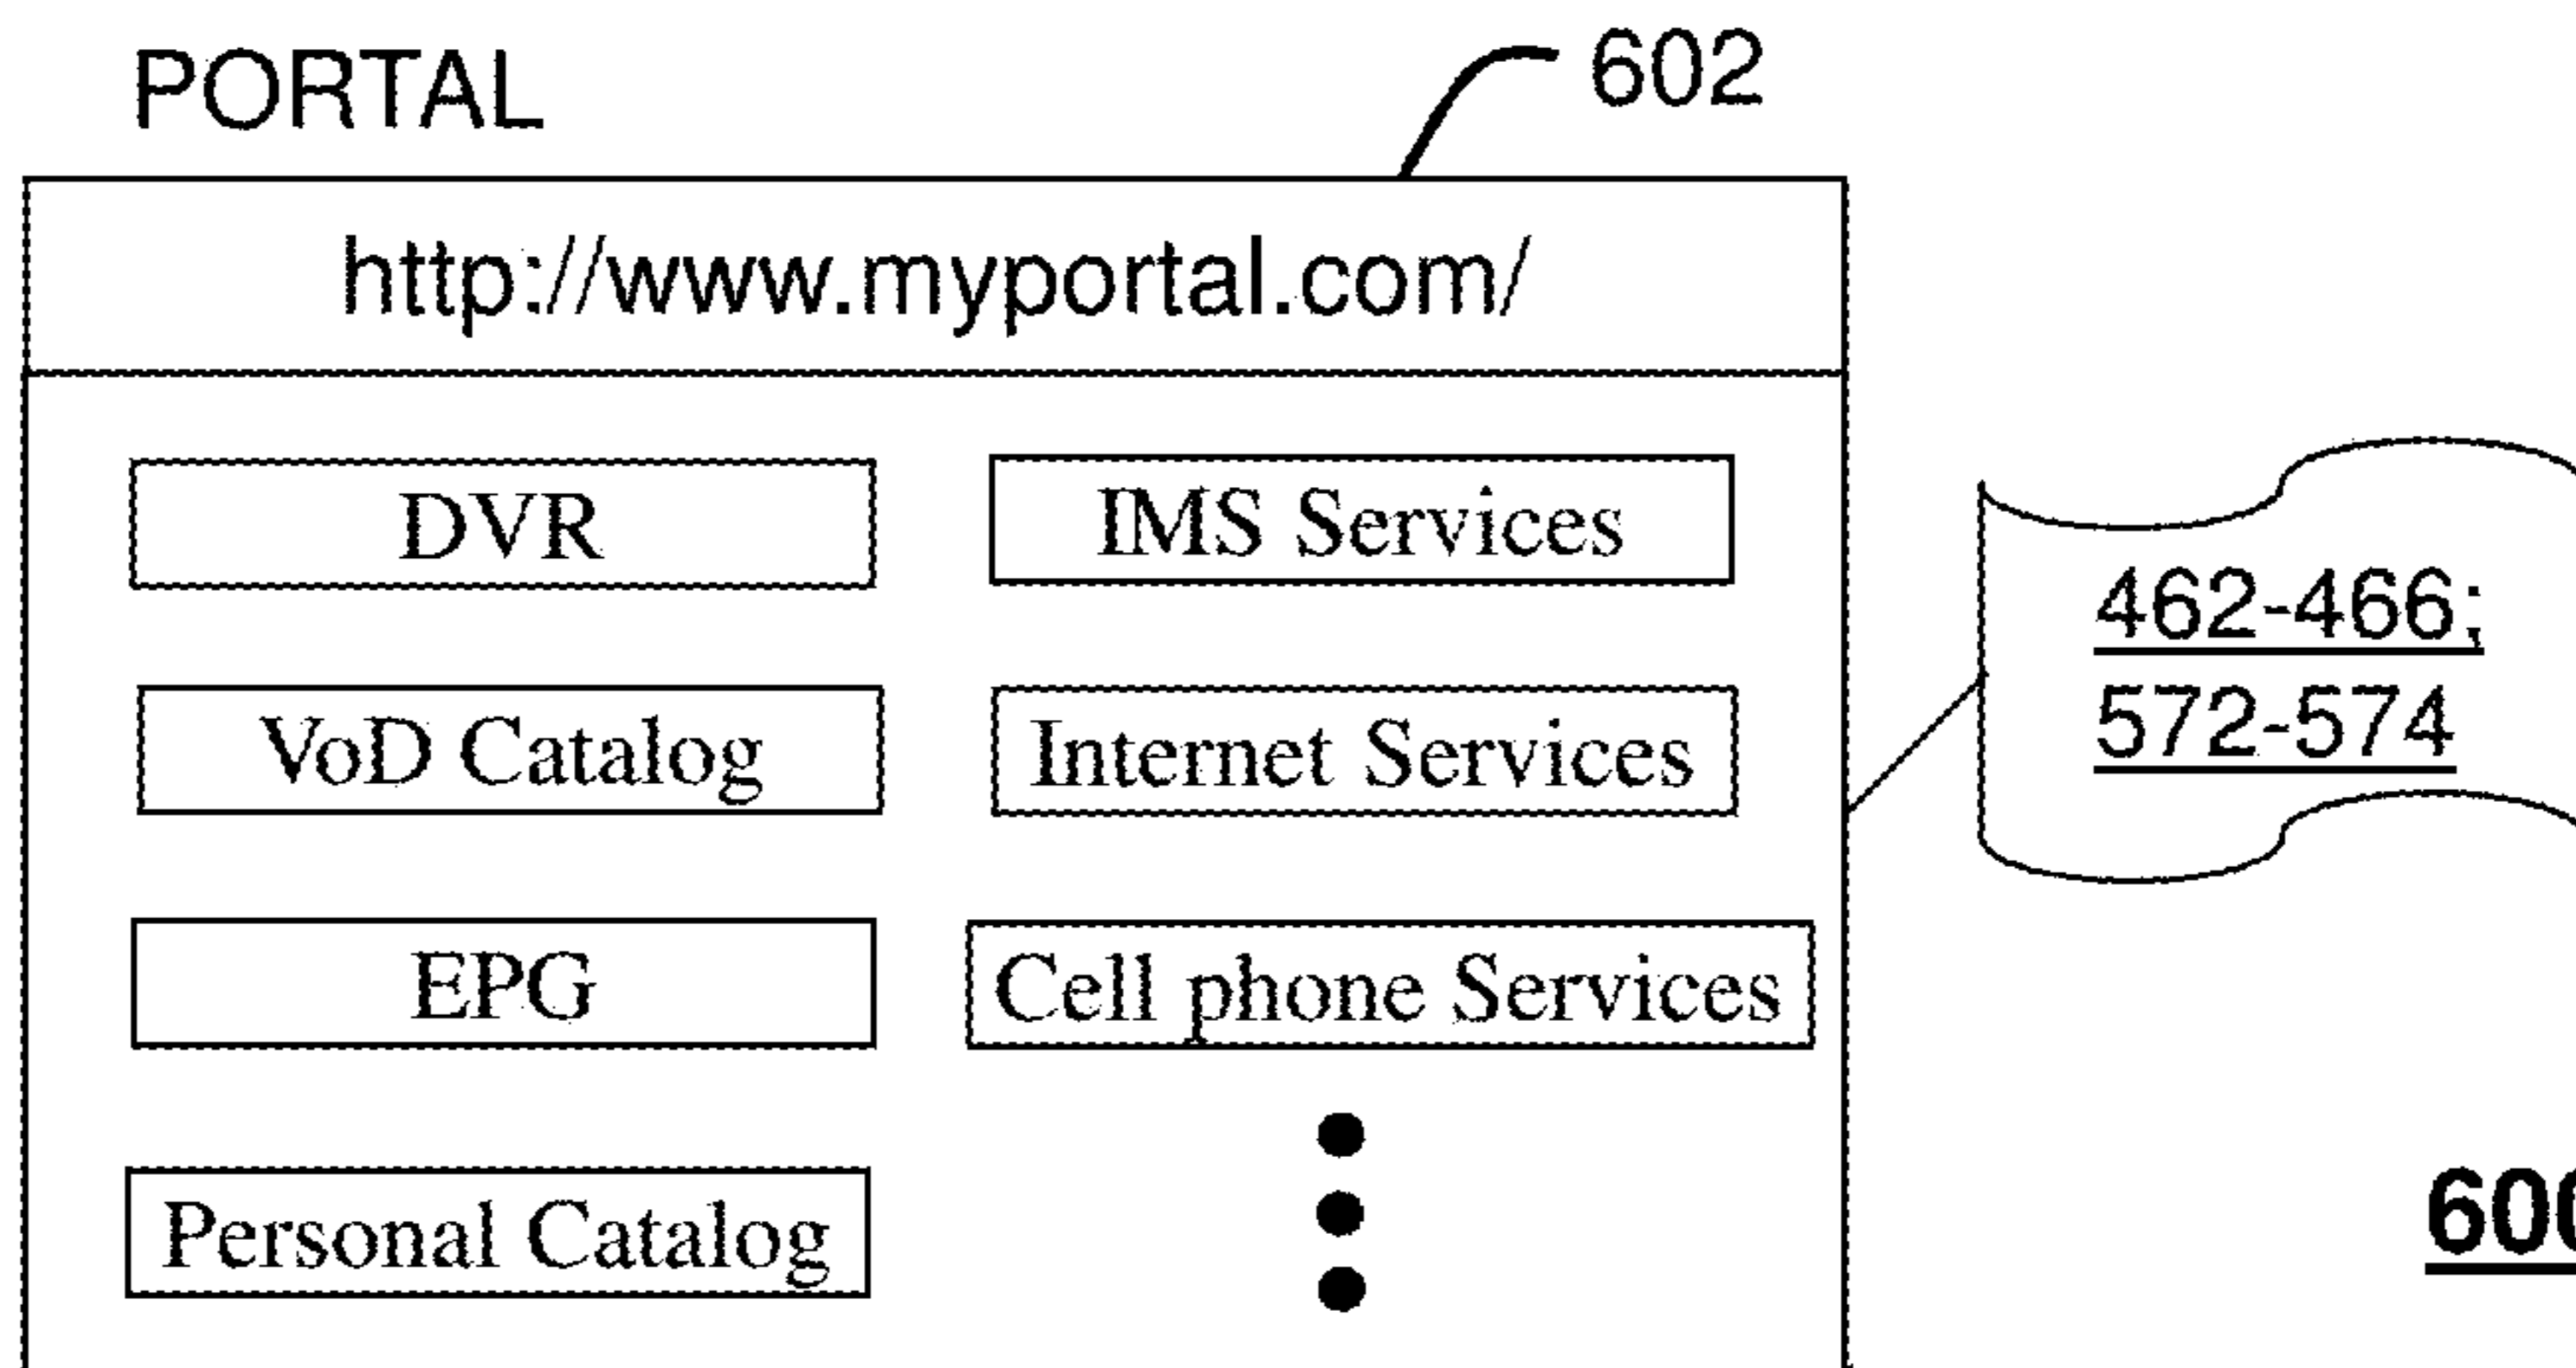 PORTAL
602
http://www.myportal.com/
DVR
IMS Services
462-466;
572-574
VoD Catalog
Internet Services
EPG
Cell phone Services
Personal Catalog